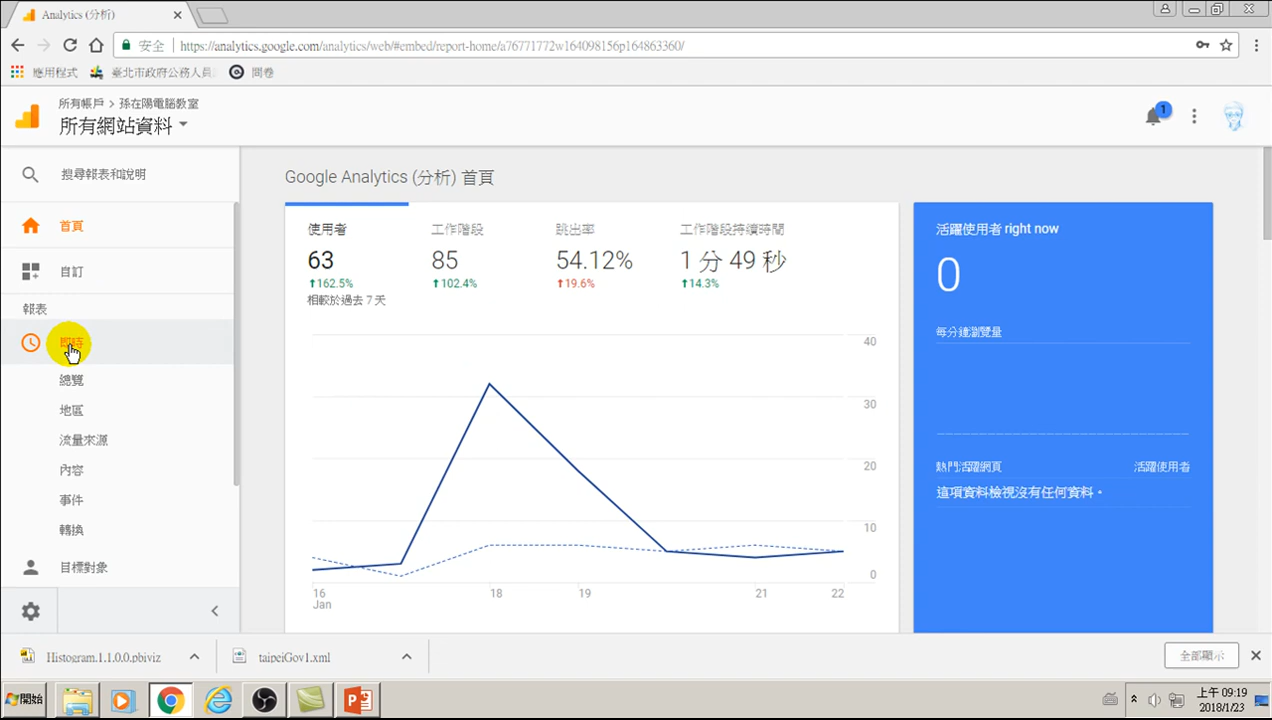 Analytics (分析)
安全
https://analytics.google.com/analytics/web/#embed/report-home/a76771772w164098156p164863360/
應用程式
臺北市政府公務人員
問卷
所有帳戶 > 孫在陽電腦教室
所有網站資料
1
搜尋報表和說明
首頁
自訂
報表
即時
總覽
地區
流量來源
內容
事件
轉換
目標對象
Google Analytics (分析) 首頁
使用者
63
162.5%
相較於過去 7 天
工作階段
85
102.4%
跳出率
54.12%
19.6%
工作階段持續時間
1 分 49 秒
14.3%
40
30
20
10
0
16
Jan
18
19
21
22
活躍使用者 right now
0
每分鐘瀏覽量
熱門活躍網頁
活躍使用者
這項資料檢視沒有任何資料。
Histogram.1.1.0.0.pbiviz
taipeiGov1.xml
全部顯示
開始
上午 09:19
2018/1/23